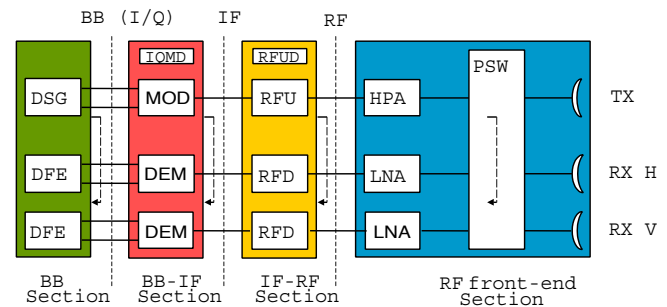 BB (I/Q) IF RF
IQMD RFUD PSW
DSG MOD RFU HPA TX
DFE DEM RFD LNA RX H
DFE DEM RFD LNA RX V
BB Section
BB-IF Section
IF-RF Section
RF front-end Section